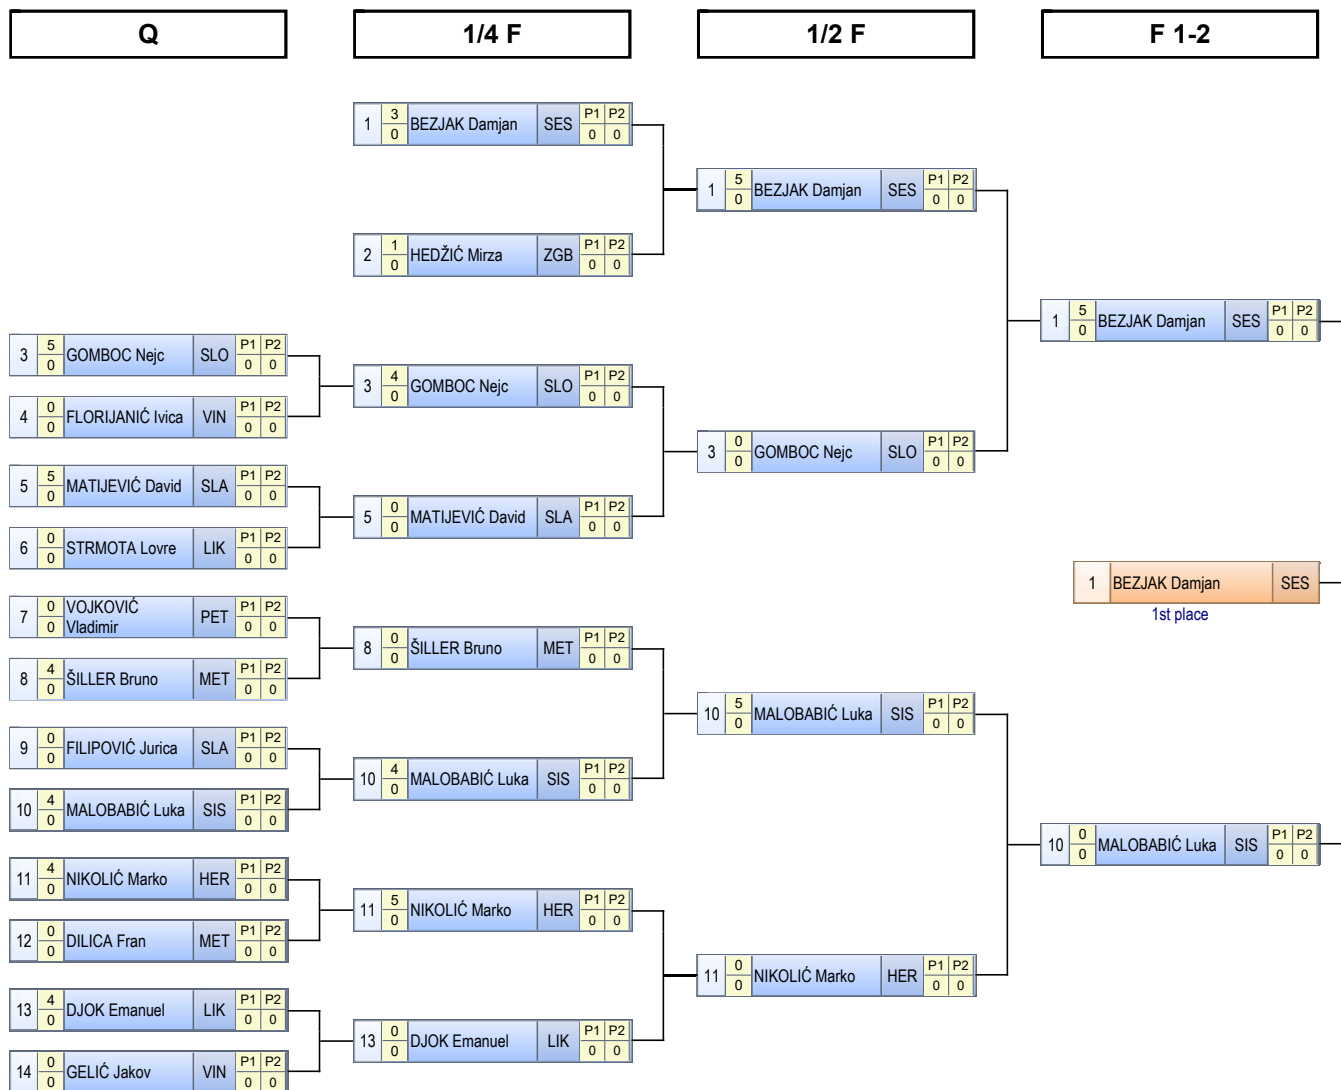 Q
1/4 F
1/2 F
F 1-2
1 3 0 BEZJAK Damjan SES P1 P2 0 0
2 1 0 HEDŽIĆ Mirza ZGB P1 P2 0 0
3 5 0 GOMBOC Nejc SLO P1 P2 0 0
4 0 0 FLORIJANIĆ Ivica VIN P1 P2 0 0
5 5 0 MATIJEVIĆ David SLA P1 P2 0 0
6 0 0 STRMOTA Lovre LIK P1 P2 0 0
7 0 0 VOJKOVIĆ
Vladimir PET P1 P2 0 0
8 4 0 ŠILLER Bruno MET P1 P2 0 0
9 0 0 FILIPOVIĆ Jurica SLA P1 P2 0 0
10 4 0 MALOBABIĆ Luka SIS P1 P2 0 0
11 4 0 NIKOLIĆ Marko HER P1 P2 0 0
12 0 0 DILICA Fran MET P1 P2 0 0
13 4 0 DJOK Emanuel LIK P1 P2 0 0
14 0 0 GELIĆ Jakov VIN P1 P2 0 0
3 4 0 GOMBOC Nejc SLO P1 P2 0 0
5 0 0 MATIJEVIĆ David SLA P1 P2 0 0
8 0 0 ŠILLER Bruno MET P1 P2 0 0
10 4 0 MALOBABIĆ Luka SIS P1 P2 0 0
11 5 0 NIKOLIĆ Marko HER P1 P2 0 0
13 0 0 DJOK Emanuel LIK P1 P2 0 0
1 5 0 BEZJAK Damjan SES P1 P2 0 0
3 0 0 GOMBOC Nejc SLO P1 P2 0 0
10 5 0 MALOBABIĆ Luka SIS P1 P2 0 0
11 0 0 NIKOLIĆ Marko HER P1 P2 0 0
1 5 0 BEZJAK Damjan SES P1 P2 0 0
10 0 0 MALOBABIĆ Luka SIS P1 P2 0 0
1 BEZJAK Damjan SES
1st place